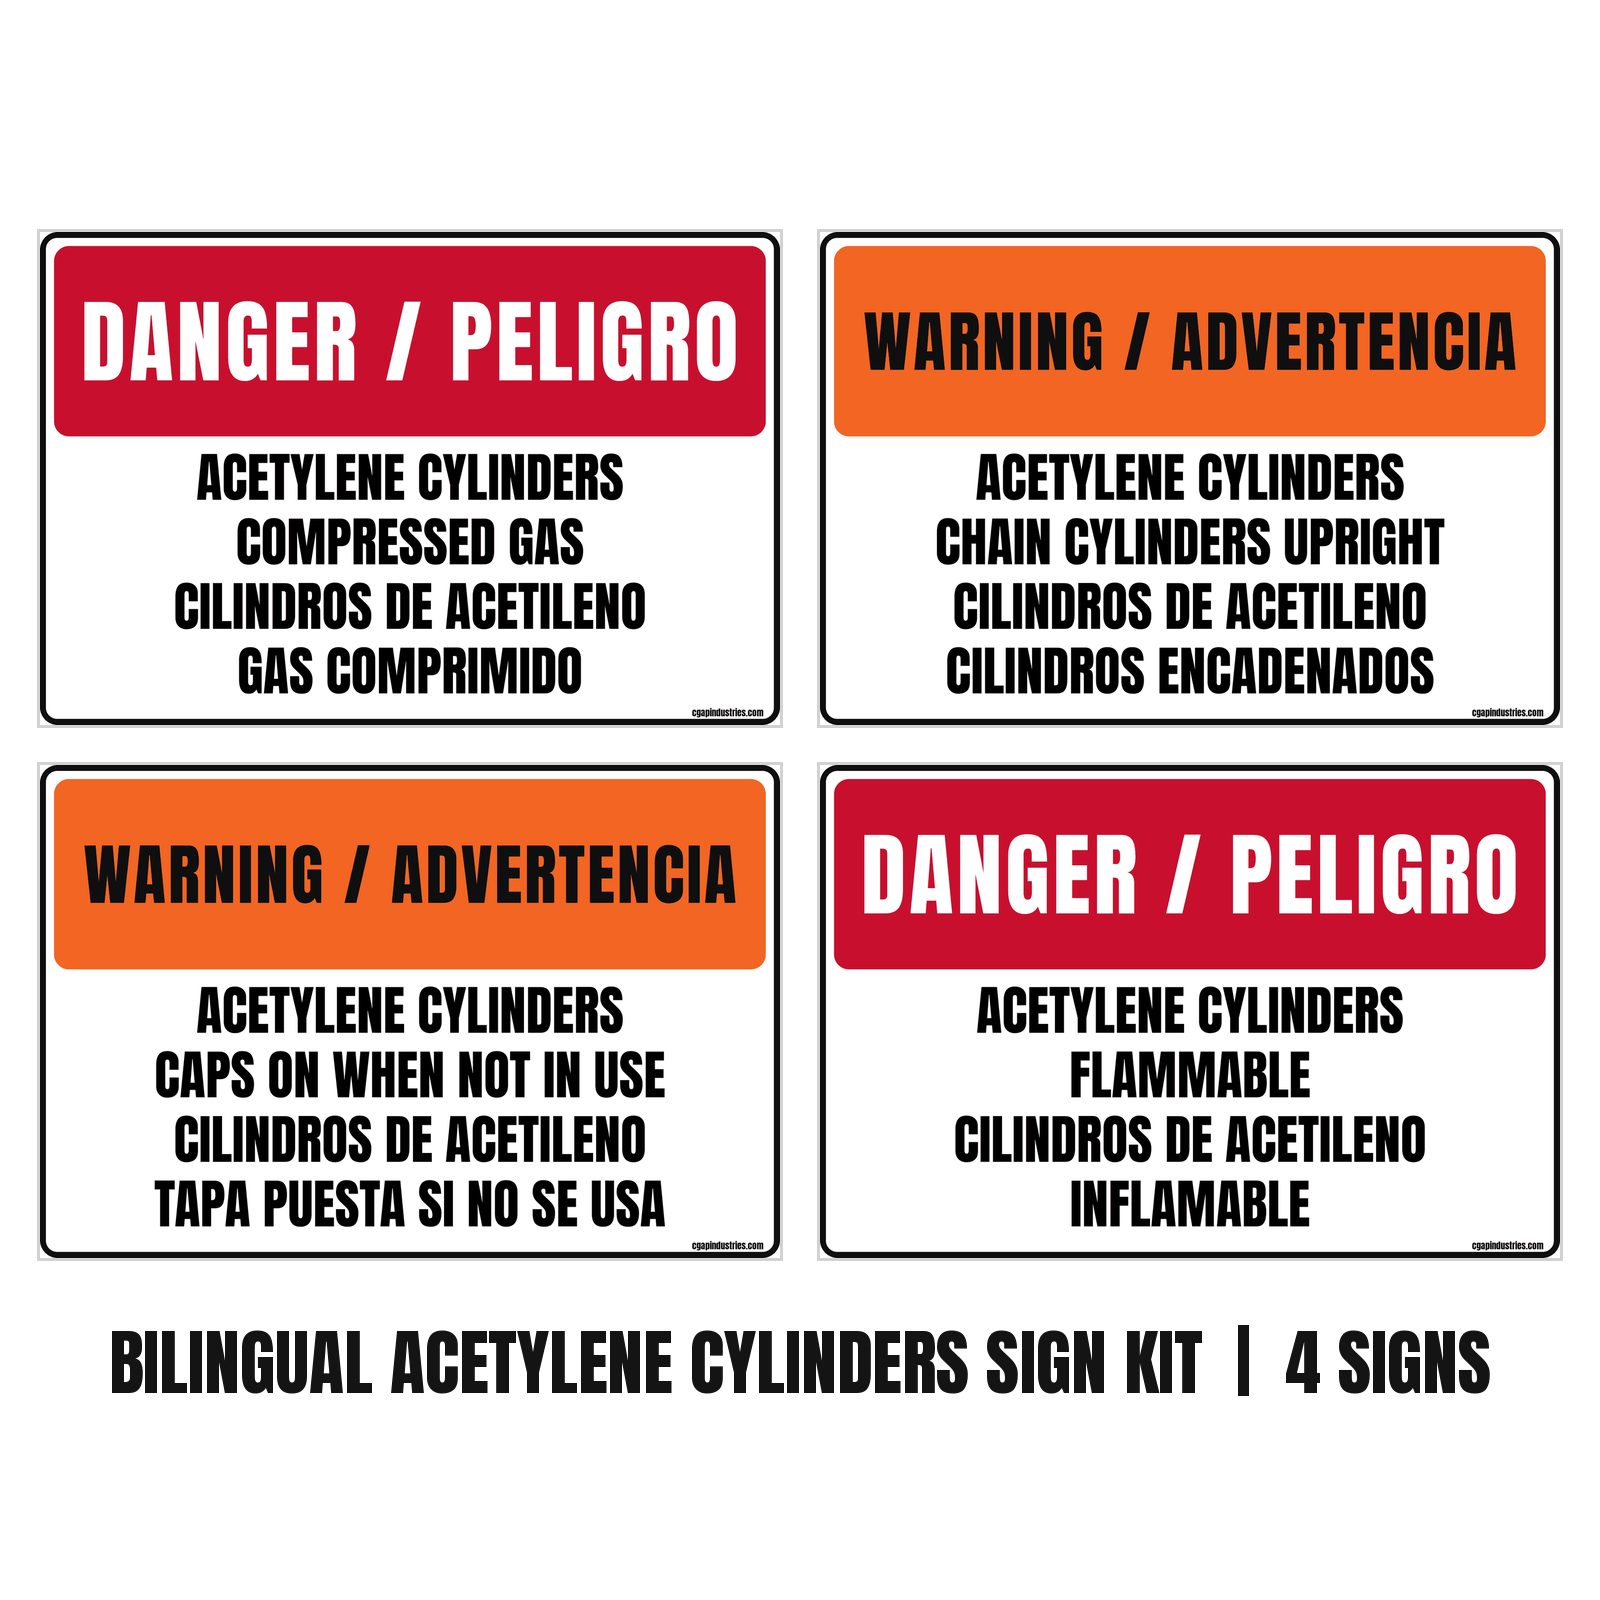 DANGER / PELIGRO
ACETYLENE CYLINDERS
COMPRESSED GAS
CILINDROS DE ACETILENO
GAS COMPRIMIDO
cgapindustries.com
WARNING / ADVERTENCIA
ACETYLENE CYLINDERS
CHAIN CYLINDERS UPRIGHT
CILINDROS DE ACETILENO
CILINDROS ENCADENADOS
cgapindustries.com
WARNING / ADVERTENCIA
ACETYLENE CYLINDERS
CAPS ON WHEN NOT IN USE
CILINDROS DE ACETILENO
TAPA PUESTA SI NO SE USA
cgapindustries.com
DANGER / PELIGRO
ACETYLENE CYLINDERS
FLAMMABLE
CILINDROS DE ACETILENO
INFLAMABLE
cgapindustries.com
BILINGUAL ACETYLENE CYLINDERS SIGN KIT | 4 SIGNS